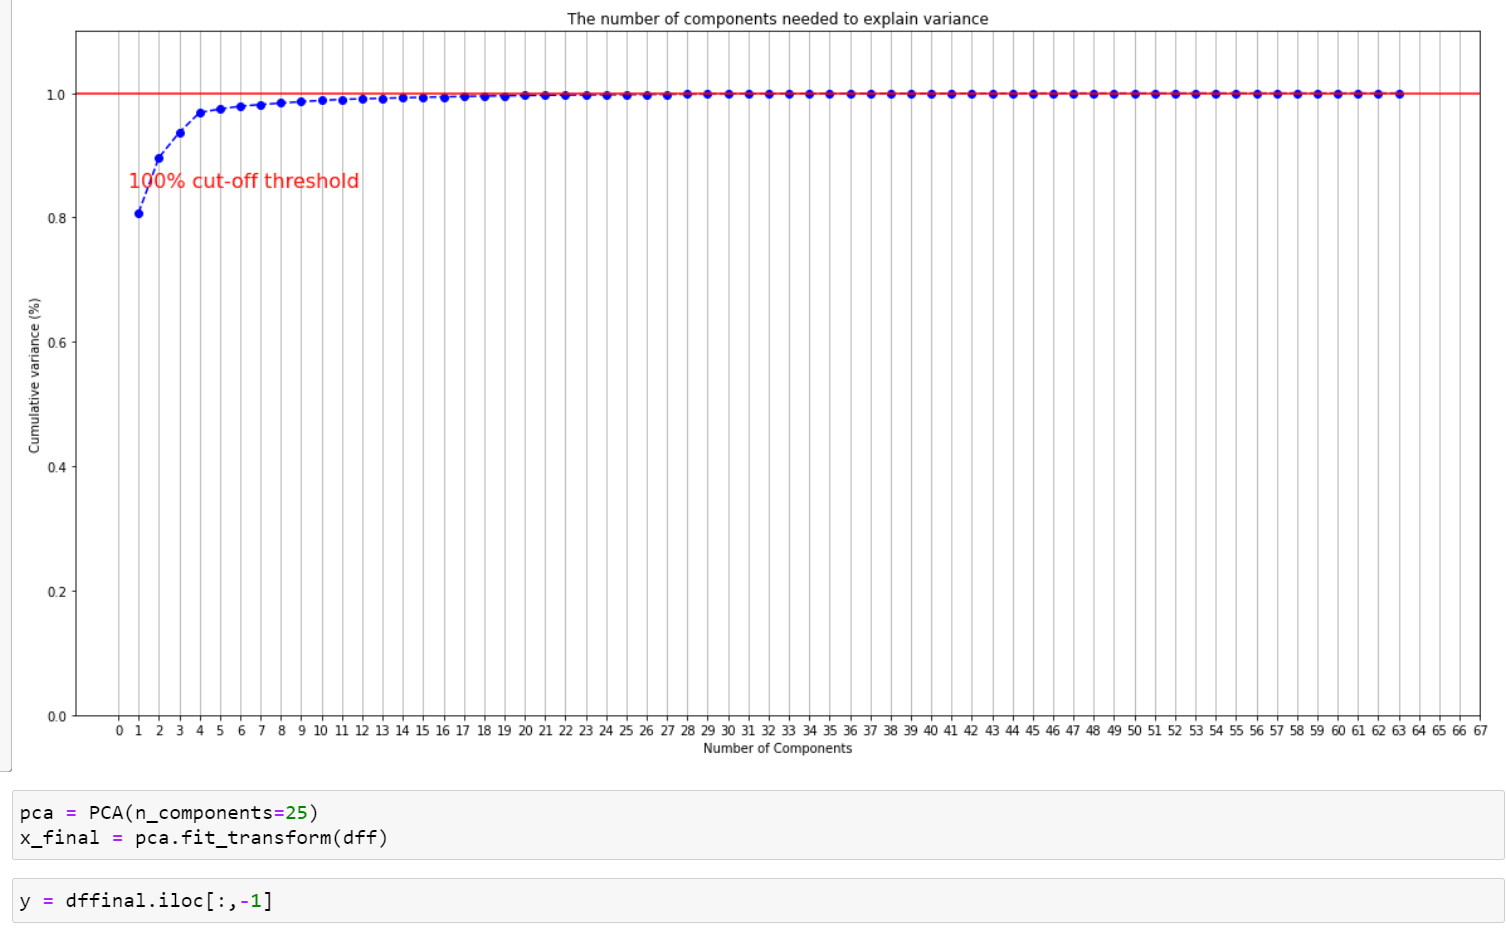 The number of components needed to explain variance
1.0
100% cut-off threshold
0.8
0.6
Cumulative variance (%)
0.4
0.2
0.0
0 1 2 3 4 5 6 7 8 9 10 11 12 13 14 15 16 17 18 19 20 21 22 23 24 25 26 27 28 29 30 31 32 33 34 35 36 37 38 39 40 41 42 43 44 45 46 47 48 49 50 51 52 53 54 55 56 57 58 59 60 61 62 63 64 65 66 67
Number of Components
pca = PCA(n_components=25)
x_final = pca.fit_transform(dff)
y = dffinal.iloc[:,-1]